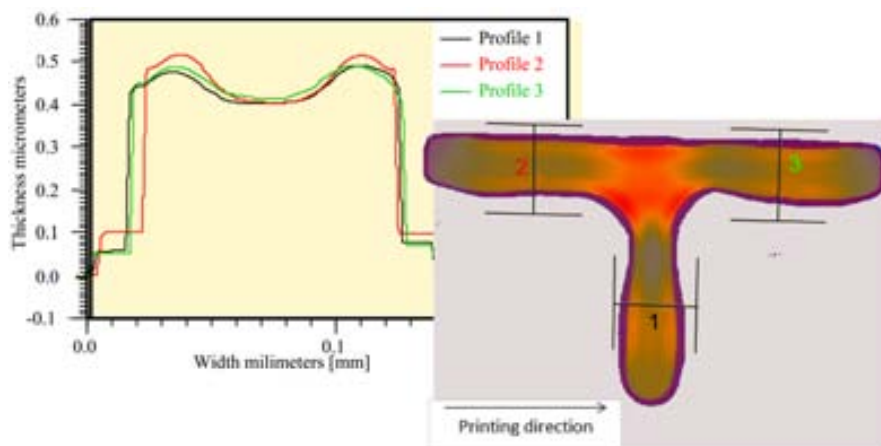 0.6
0.5
0.4
0.3
0.2
0.1
0.0
-0.1
Thickness micrometers
0.0
0.1
Width milimeters [mm]
Profile 1
Profile 2
Profile 3
2
3
1
Printing direction